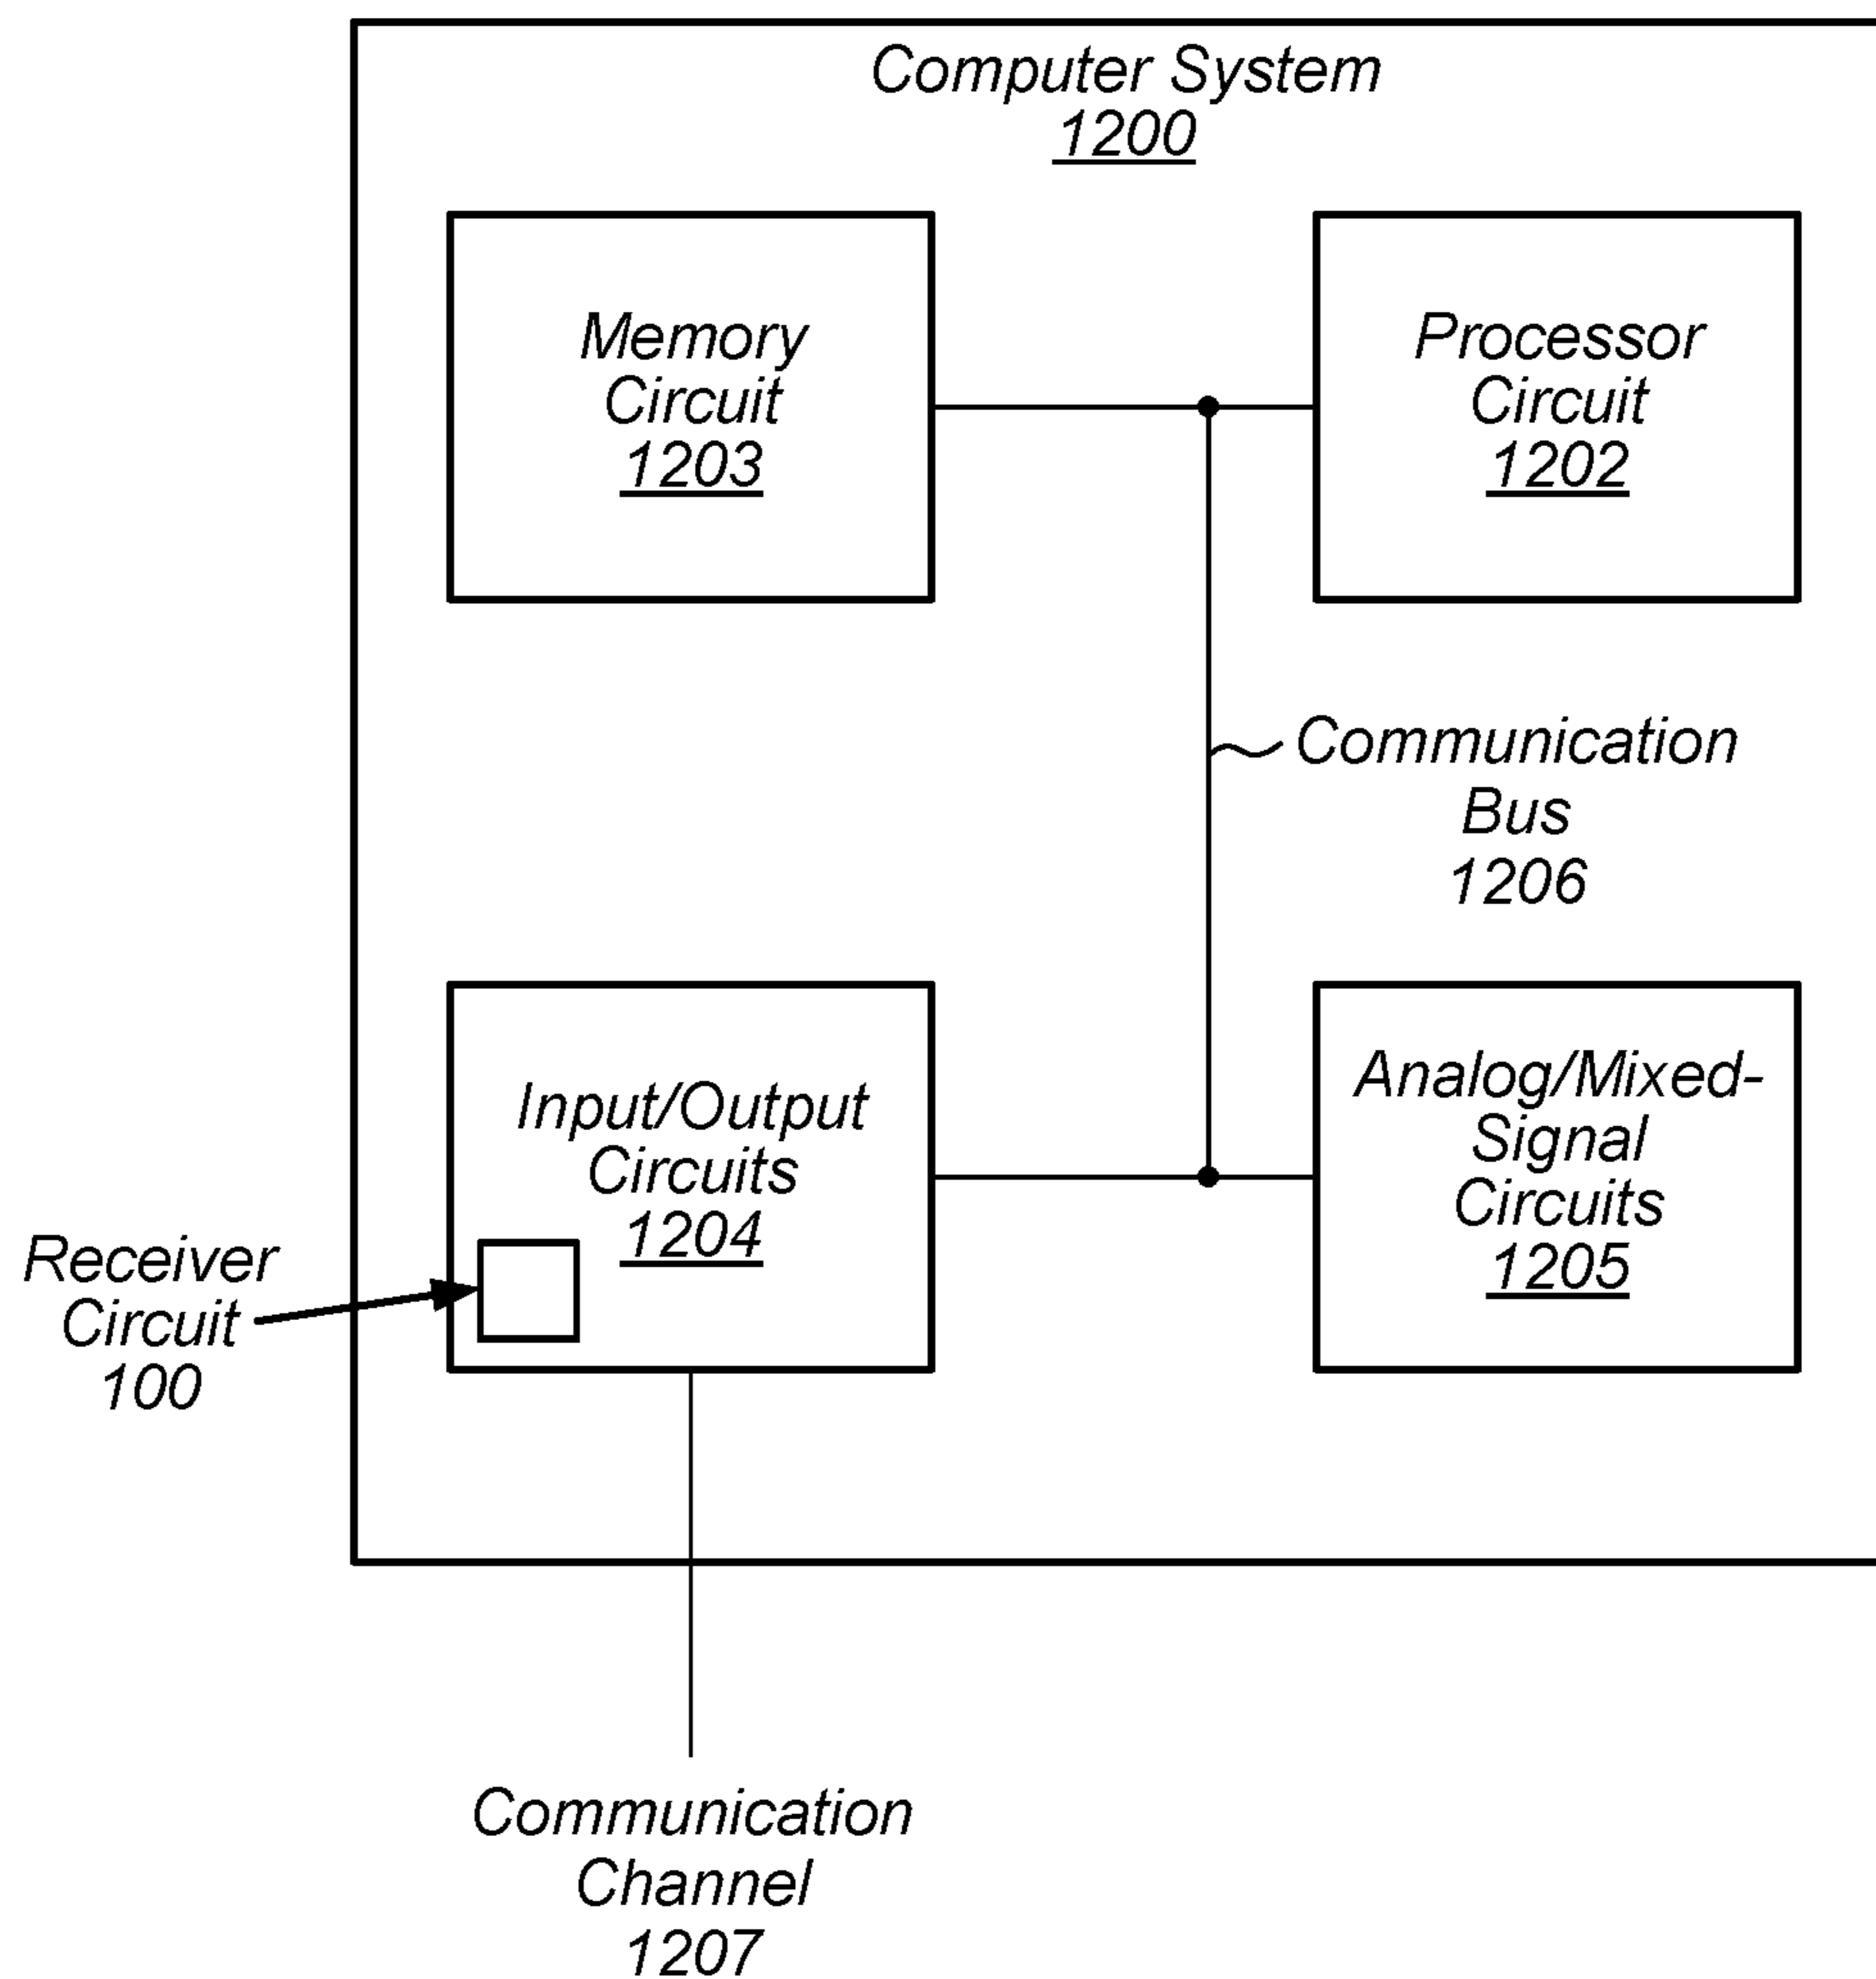 Computer System
1200
Memory
Circuit
1203
Processor
Circuit
1202
Communication
Bus
1206
Input/Output
Circuits
1204
Analog/Mixed-
Signal
Circuits
1205
Receiver
Circuit
100
Communication
Channel
1207